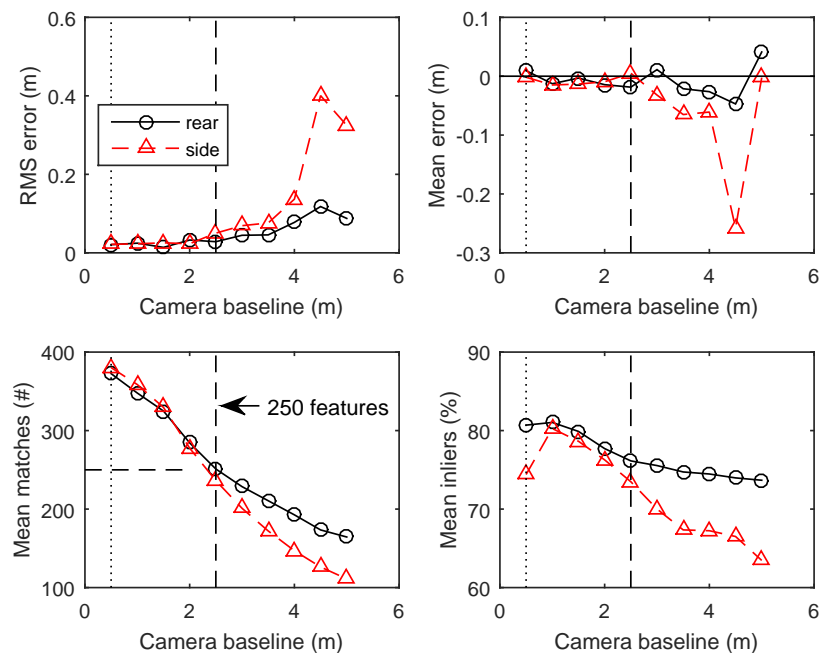 0.6
0.4
0.2
0
RMS error (m)
rear
side
0 2 4 6
Camera baseline (m)
0.1
0
-0.1
-0.2
-0.3
Mean error (m)
0 2 4 6
Camera baseline (m)
400
300
200
100
Mean matches (#)
250 features
0 2 4 6
Camera baseline (m)
90
80
70
60
Mean inliers (%)
0 2 4 6
Camera baseline (m)